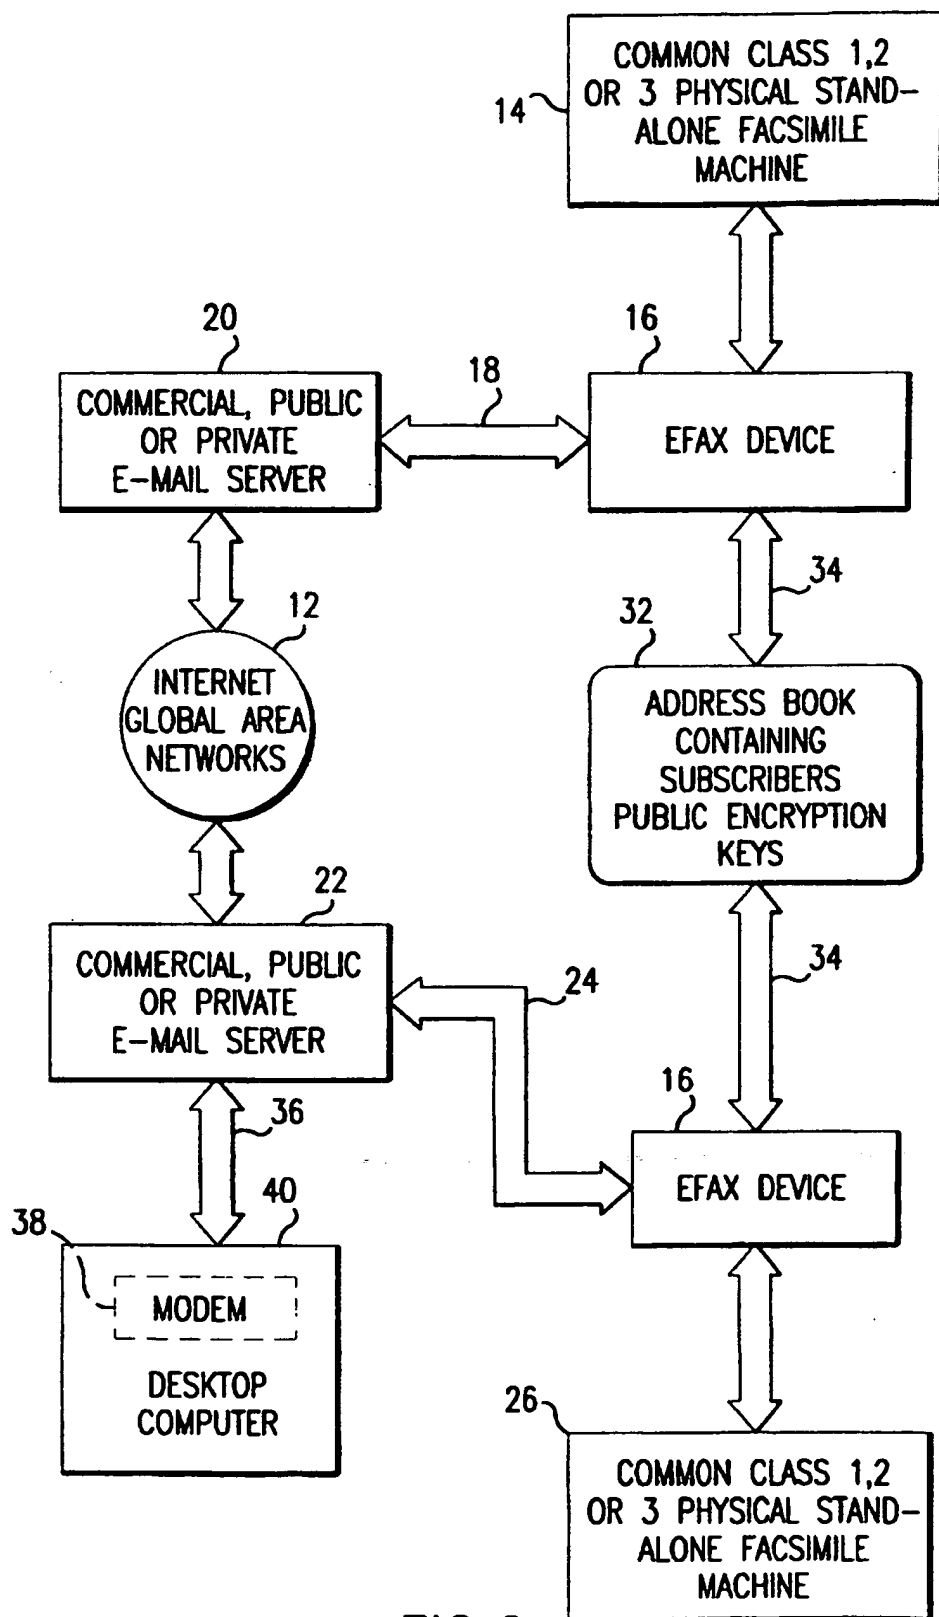 COMMON CLASS 1,2
OR 3 PHYSICAL STAND-
ALONE FACSIMILE
MACHINE
14
20
COMMERCIAL, PUBLIC
OR PRIVATE
E-MAIL SERVER
18
16
EFAX DEVICE
34
12
INTERNET
GLOBAL AREA
NETWORKS
32
ADDRESS BOOK
CONTAINING
SUBSCRIBERS
PUBLIC ENCRYPTION
KEYS
22
COMMERCIAL, PUBLIC
OR PRIVATE
E-MAIL SERVER
24
34
16
EFAX DEVICE
36
40
38
MODEM
DESKTOP
COMPUTER
26
COMMON CLASS 1,2
OR 3 PHYSICAL STAND-
ALONE FACSIMILE
MACHINE